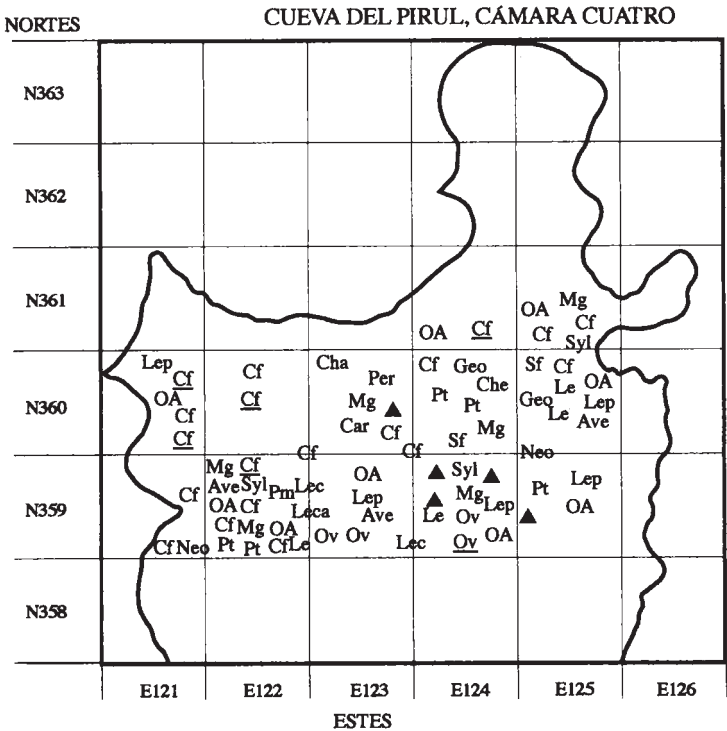 CUEVA DEL PIRUL, CÁMARA CUATRO
NORTES
N363
N362
N361
Mg
OA
Cf
Cf
OA
Cf
Syl
Lep
Cf
Cha
Cf
Geo
Sf
Cf
Cf
Per
Che
Le
OA
N360
OA
Cf
Mg
Pt
Pt
Geo
Lep
Cf
Car
Cf
Mg
Le
Ave
Cf
Sf
Cf
Cf
Neo
Mg
Cf
OA
Syl
Lep
Ave
Syl
Pm
Lec
Pt
Cf
Lep
Mg
Lep
N359
OA
Cf
Leca
Ave
Le
Ov
OA
Cf
Mg
OA
Ov
Ov
Ov
OA
Cf
Neo
Pt
Pt
Cf
Le
Lec
N358
E121
E122
E123
E124
E125
E126
ESTES